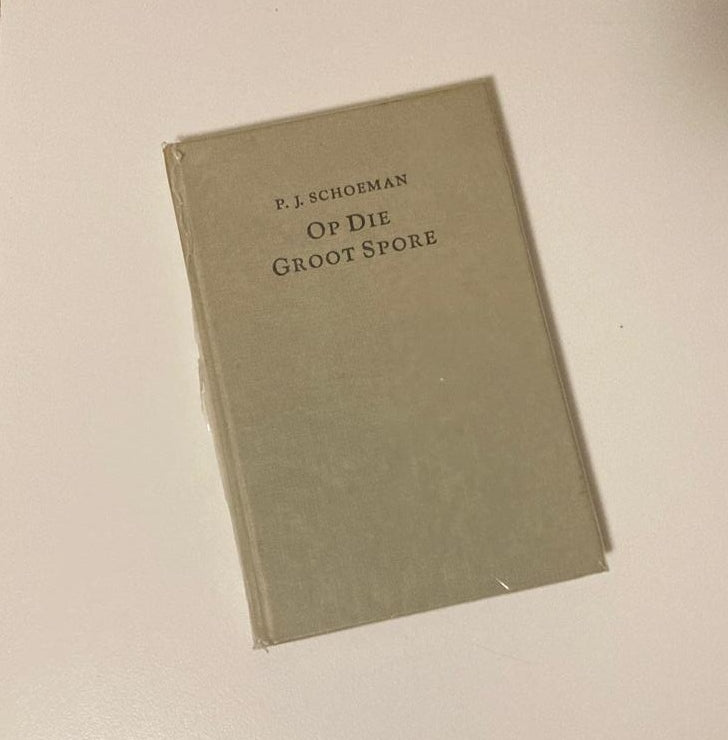 P. J. SCHOEMAN
OP DIE
GROOT SPORE